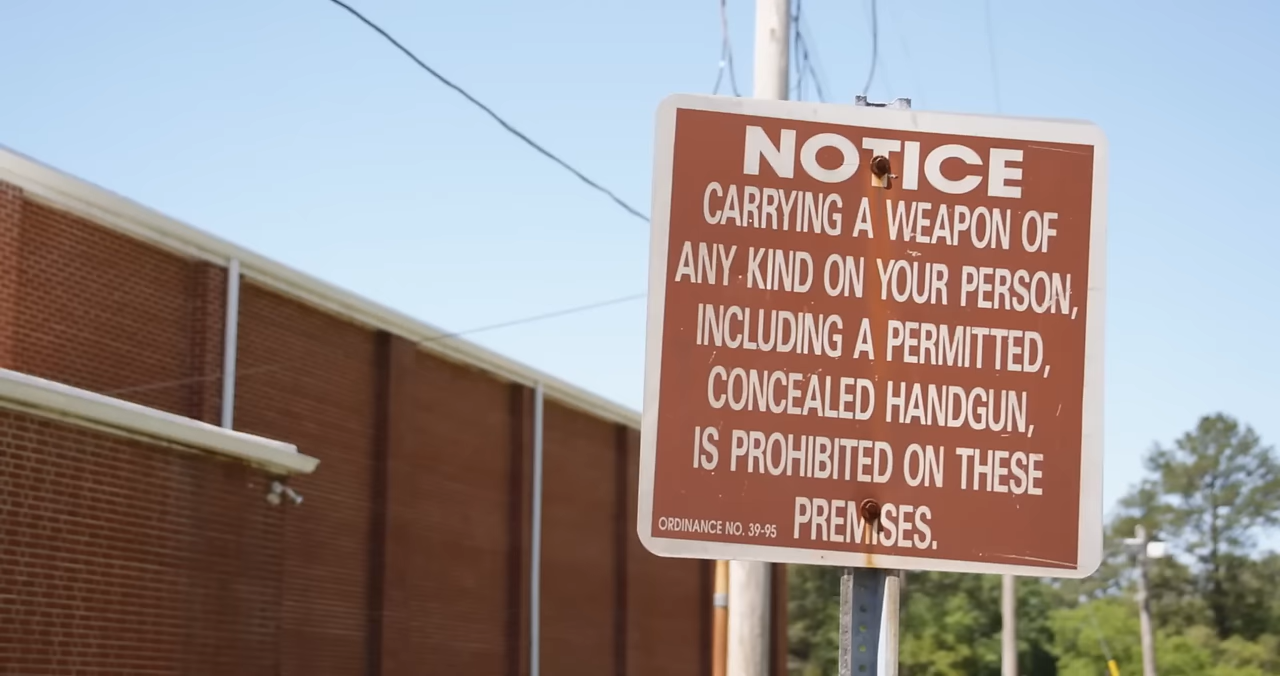 NOTICE
CARRYING A WEAPON OF
ANY KIND ON YOUR PERSON,
INCLUDING A PERMITTED,
CONCEALED HANDGUN,
IS PROHIBITED ON THESE
PREMISES.
ORDINANCE NO. 39-95